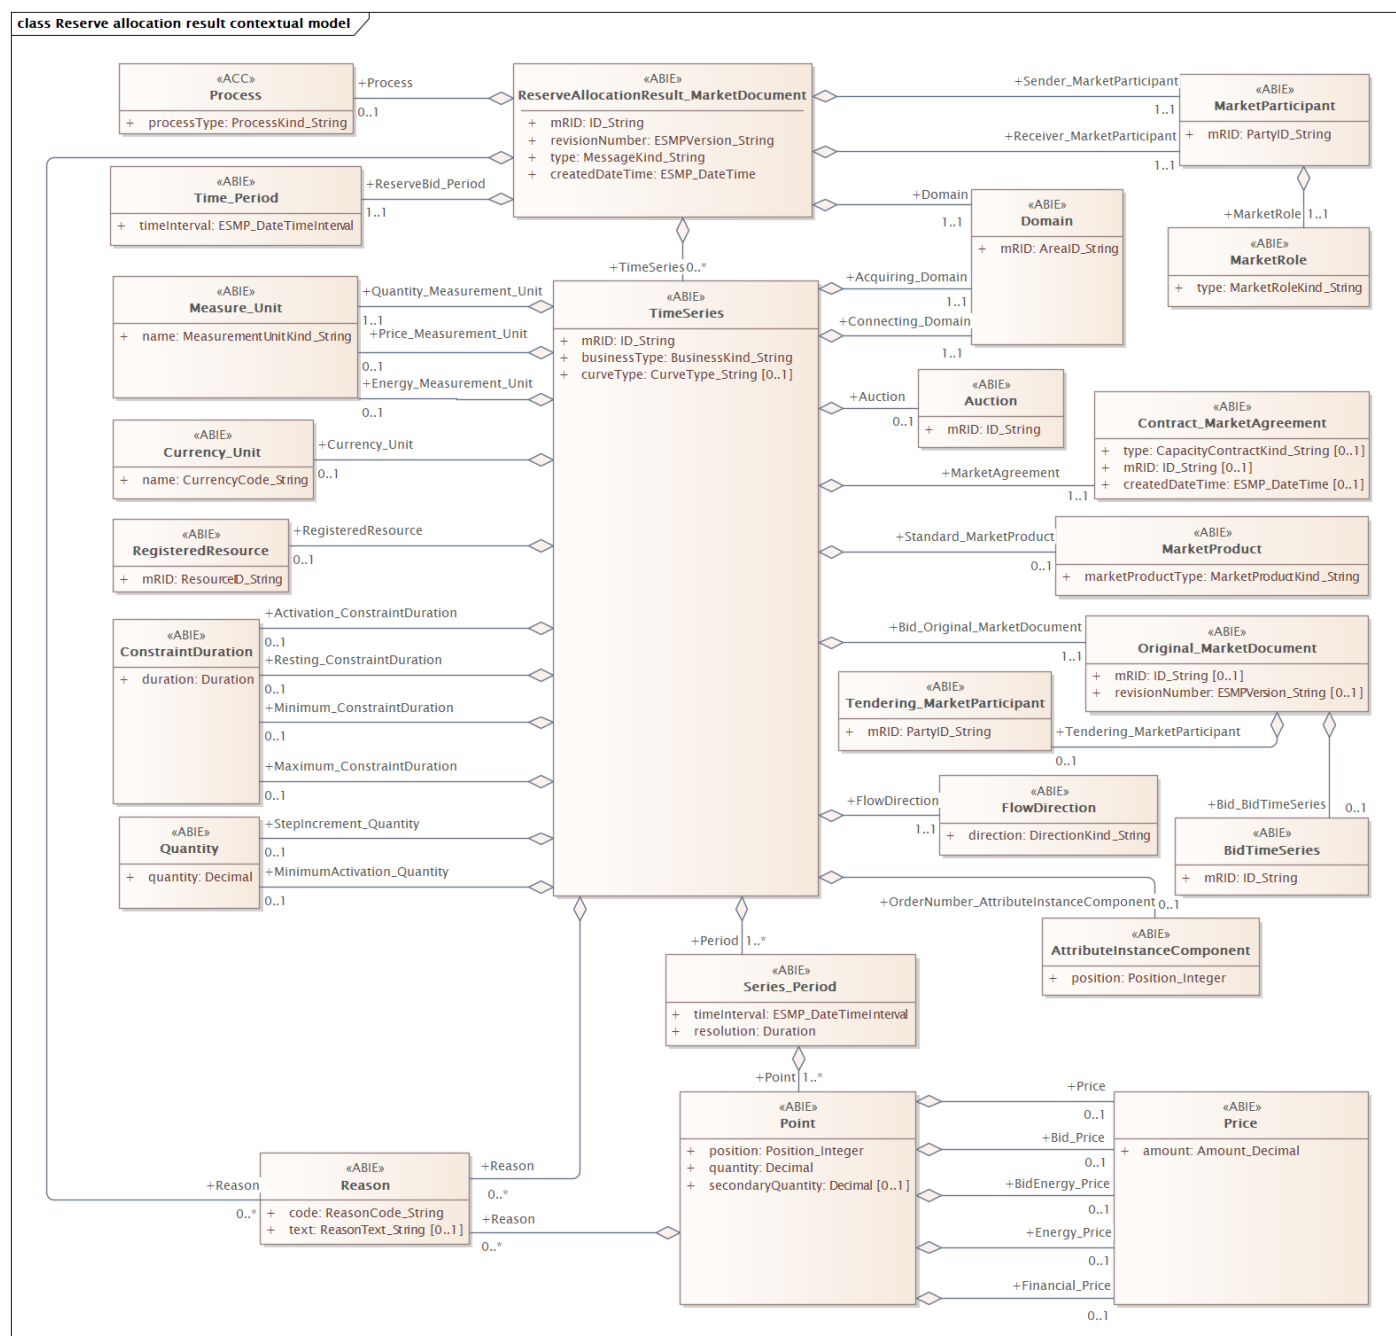 class Reserve allocation result contextual model
«ACC»
Process
+ processType: ProcessKind_String
+Process
0..1
«ABIE»
ReserveAllocationResult_MarketDocument
+ mRID: ID_String
+ revisionNumber: ESMPVersion_String
+ type: MessageKind_String
+ createdDateTime: ESMP_DateTime
+Sender_MarketParticipant
1..1
+Receiver_MarketParticipant
1..1
«ABIE»
MarketParticipant
+ mRID: PartyID_String
«ABIE»
Time_Period
+ timeInterval: ESMP_DateTimeInterval
+ReserveBid_Period
1..1
+Domain
1..1
«ABIE»
Domain
+ mRID: AreaID_String
+MarketRole 1..1
«ABIE»
MarketRole
+ type: MarketRoleKind_String
+TimeSeries 0..*
+Acquiring_Domain
1..1
+Connecting_Domain
1..1
«ABIE»
Measure_Unit
+ name: MeasurementUnitKind_String
+Quantity_Measurement_Unit
1..1
+Price_Measurement_Unit
0..1
+Energy_Measurement_Unit
0..1
«ABIE»
TimeSeries
+ mRID: ID_String
+ businessType: BusinessKind_String
+ curveType: CurveType_String [0..1]
+Auction
0..1
«ABIE»
Auction
+ mRID: ID_String
«ABIE»
Contract_MarketAgreement
+ type: CapacityContractKind_String [0..1]
+ mRID: ID_String [0..1]
+ createdDateTime: ESMP_DateTime [0..1]
+MarketAgreement
1..1
«ABIE»
Currency_Unit
+ name: CurrencyCode_String
+Currency_Unit
0..1
«ABIE»
RegisteredResource
+ mRID: ResourceID_String
+RegisteredResource
0..1
+Standard_MarketProduct
0..1
«ABIE»
MarketProduct
+ marketProductType: MarketProductKind_String
«ABIE»
ConstraintDuration
+ duration: Duration
+Activation_ConstraintDuration
0..1
+Resting_ConstraintDuration
0..1
+Minimum_ConstraintDuration
0..1
+Maximum_ConstraintDuration
0..1
+Bid_Original_MarketDocument
1..1
«ABIE»
Original_MarketDocument
+ mRID: ID_String [0..1]
+ revisionNumber: ESMPVersion_String [0..1]
«ABIE»
Tendering_MarketParticipant
+ mRID: PartyID_String
+Tendering_MarketParticipant
0..1
+FlowDirection
1..1
«ABIE»
FlowDirection
+ direction: DirectionKind_String
+Bid_BidTimeSeries
0..1
«ABIE»
BidTimeSeries
+ mRID: ID_String
«ABIE»
Quantity
+ quantity: Decimal
+StepIncrement_Quantity
0..1
+MinimumActivation_Quantity
0..1
+OrderNumber_AttributeInstanceComponent
0..1
«ABIE»
AttributeInstanceComponent
+ position: Position_Integer
+Period 1..*
«ABIE»
Series_Period
+ timeInterval: ESMP_DateTimeInterval
+ resolution: Duration
+Point 1..*
«ABIE»
Point
+ position: Position_Integer
+ quantity: Decimal
+ secondaryQuantity: Decimal [0..1]
+Price
0..1
+Bid_Price
0..1
+BidEnergy_Price
0..1
+Energy_Price
0..1
+Financial_Price
0..1
«ABIE»
Price
+ amount: Amount_Decimal
+Reason
0..*
«ABIE»
Reason
+ code: ReasonCode_String
+ text: ReasonText_String [0..1]
+Reason
0..*
+Reason
0..*